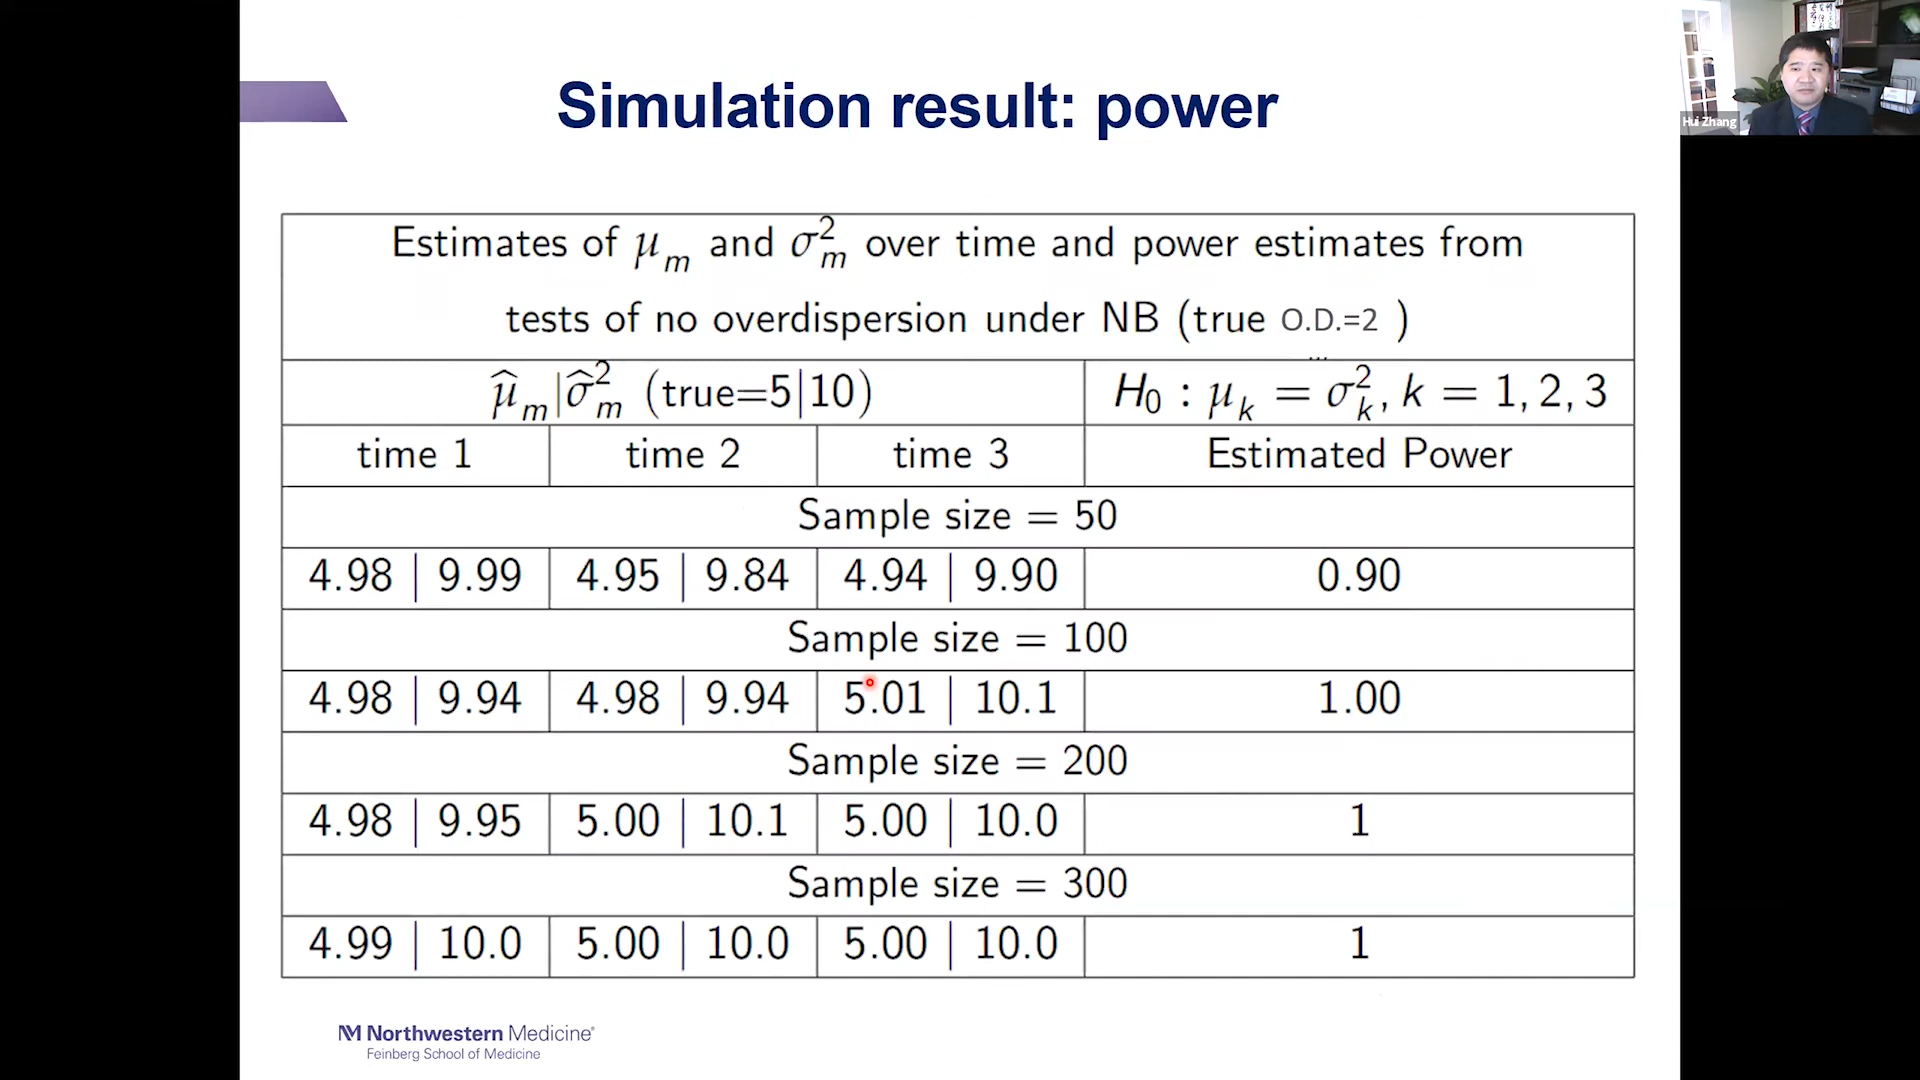 Simulation result: power
Hui Zhang
Estimates of μ_m and σ²_m over time and power estimates from
tests of no overdispersion under NB (true O.D.=2 )
μ̂_m|σ̂²_m (true=5|10)
H₀ : μ_k = σ²_k, k = 1, 2, 3
time 1
time 2
time 3
Estimated Power
Sample size = 50
4.98 | 9.99
4.95 | 9.84
4.94 | 9.90
0.90
Sample size = 100
4.98 | 9.94
4.98 | 9.94
5.01 | 10.1
1.00
Sample size = 200
4.98 | 9.95
5.00 | 10.1
5.00 | 10.0
1
Sample size = 300
4.99 | 10.0
5.00 | 10.0
5.00 | 10.0
1
Northwestern Medicine®
Feinberg School of Medicine